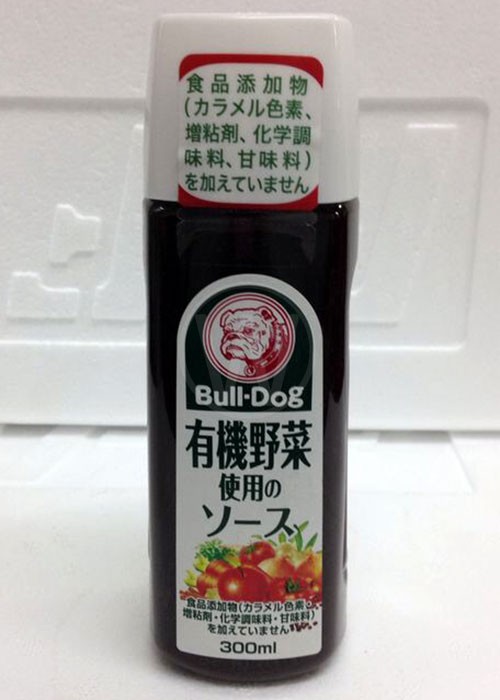 食品添加物
(カラメル色素、
増粘剤、化学調
味料、甘味料)
を加えていません
Bull-Dog
有機野菜
使用の
ソース
食品添加物(カラメル色素・
増粘剤・化学調味料・甘味料)
を加えていません
300ml